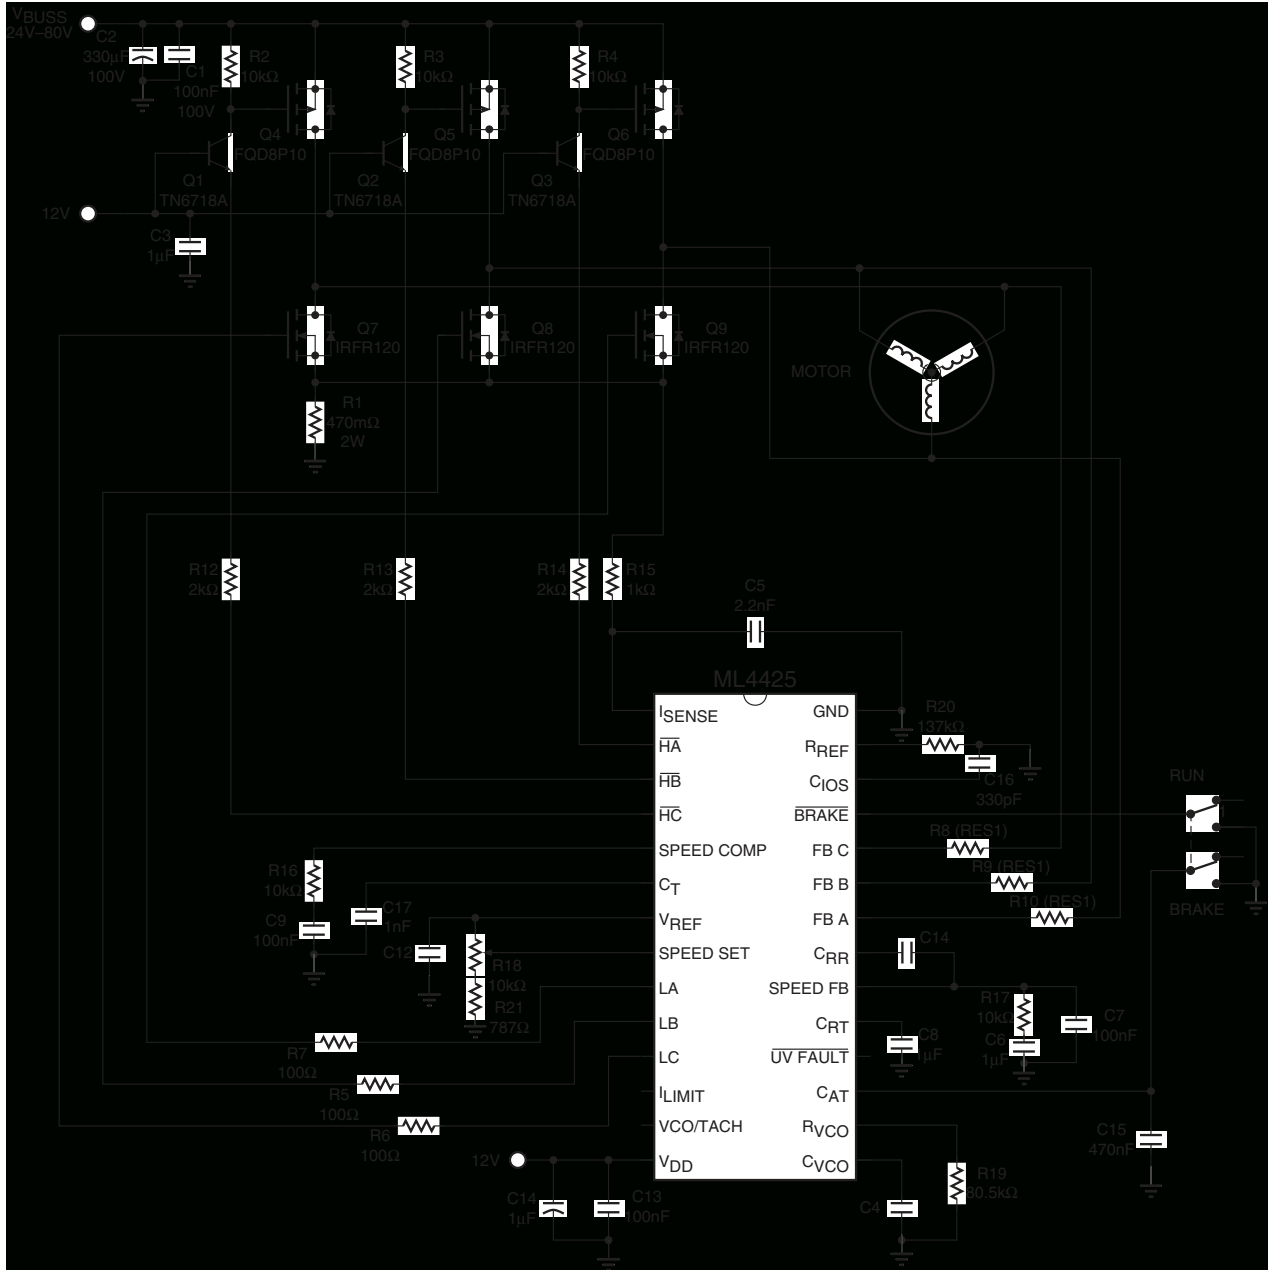 VBUSS
24V–80V
C2
330µF
100V
C1
100nF
100V
R2
10kΩ
R3
10kΩ
R4
10kΩ
Q4
FQD8P10
Q5
FQD8P10
Q6
FQD8P10
Q1
TN6718A
Q2
TN6718A
Q3
TN6718A
12V
C3
1µF
Q7
IRFR120
Q8
IRFR120
Q9
IRFR120
MOTOR
R1
470mΩ
2W
R12
2kΩ
R13
2kΩ
R14
2kΩ
R15
1kΩ
C5
2.2nF
ML4425
ISENSE
HA
HB
HC
SPEED COMP
CT
VREF
SPEED SET
LA
LB
LC
ILIMIT
VCO/TACH
VDD
GND
RREF
CIOS
BRAKE
FB C
FB B
FB A
CRR
SPEED FB
CRT
UV FAULT
CAT
RVCO
CVCO
R20
137kΩ
C16
330pF
RUN
BRAKE
R8 (RES1)
R9 (RES1)
R10 (RES1)
R16
10kΩ
C9
100nF
C17
1nF
C12
R18
10kΩ
R21
787Ω
C14
R17
10kΩ
C6
1µF
C7
100nF
C8
1µF
R7
100Ω
R5
100Ω
R6
100Ω
C15
470nF
12V
C14
1µF
C13
100nF
C4
R19
80.5kΩ